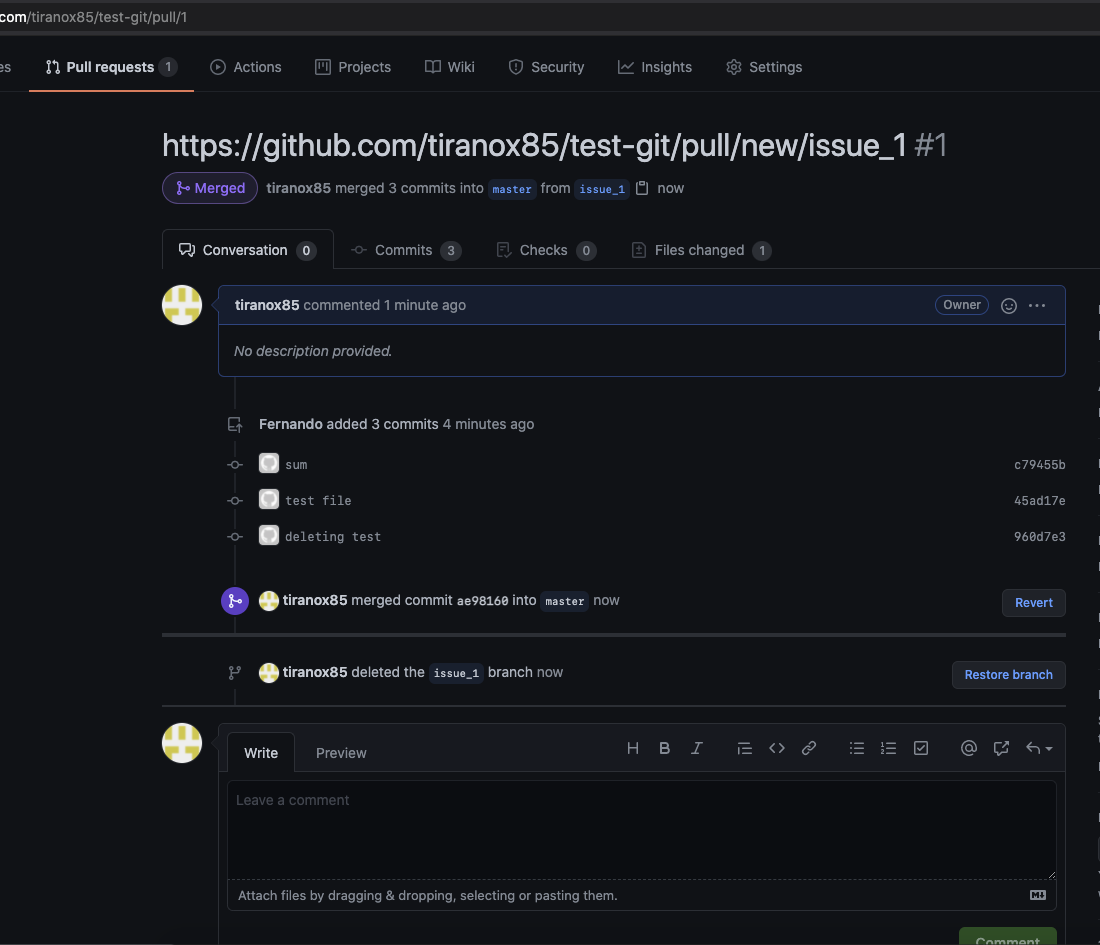 com/tiranox85/test-git/pull/1
es Pull requests 1 Actions Projects Wiki Security Insights Settings
https://github.com/tiranox85/test-git/pull/new/issue_1 #1
Merged tiranox85 merged 3 commits into master from issue_1 now
Conversation 0 Commits 3 Checks 0 Files changed 1
tiranox85 commented 1 minute ago Owner
No description provided.
Fernando added 3 commits 4 minutes ago
sum c79455b
test file 45ad17e
deleting test 960d7e3
tiranox85 merged commit ae98160 into master now Revert
tiranox85 deleted the issue_1 branch now Restore branch
Write Preview H B I
Leave a comment
Attach files by dragging & dropping, selecting or pasting them.
Comment